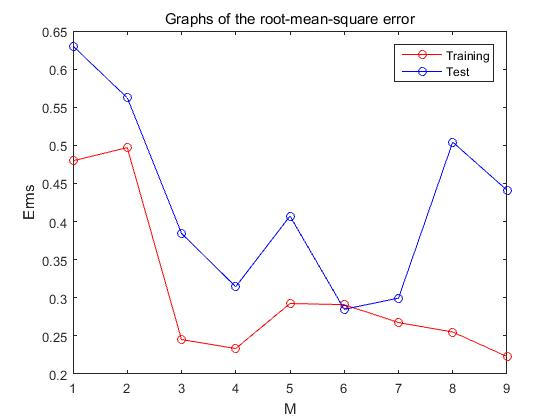 Graphs of the root-mean-square error
0.65
0.6
0.55
0.5
0.45
0.4
0.35
0.3
0.25
0.2
Erms
Training
Test
1 2 3 4 5 6 7 8 9
M